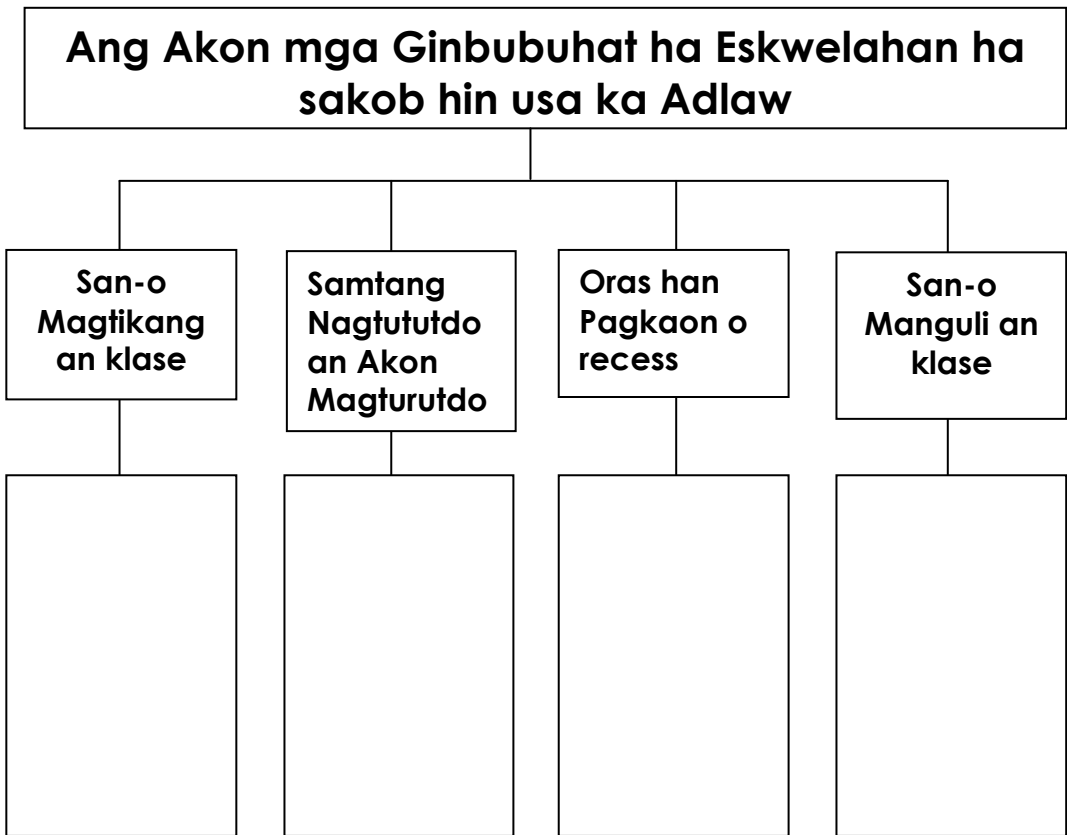 Ang Akon mga Ginbubuhat ha Eskwelahan ha
sakob hin usa ka Adlaw
San-o
Magtikang
an klase
Samtang
Nagtututdo
an Akon
Magturutdo
Oras han
Pagkaon o
recess
San-o
Manguli an
klase